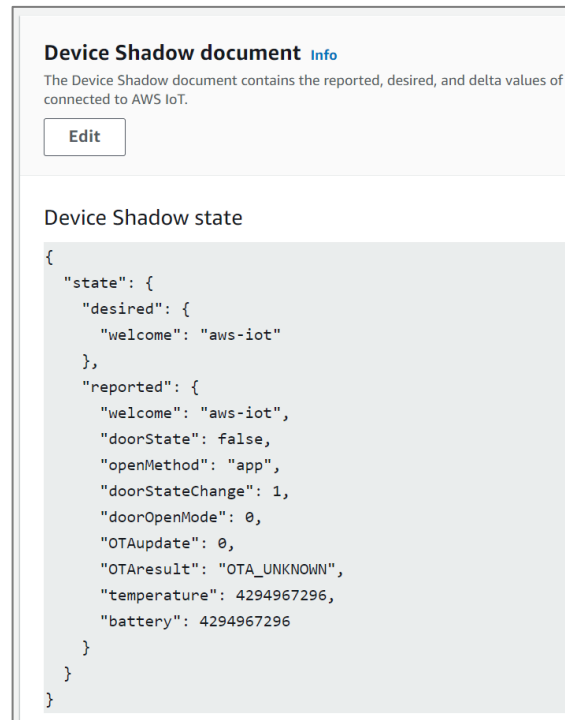 Device Shadow document Info
The Device Shadow document contains the reported, desired, and delta values of
connected to AWS IoT.
Edit
Device Shadow state
{
  "state": {
    "desired": {
      "welcome": "aws-iot"
    },
    "reported": {
      "welcome": "aws-iot",
      "doorState": false,
      "openMethod": "app",
      "doorStateChange": 1,
      "doorOpenMode": 0,
      "OTAupdate": 0,
      "OTAresult": "OTA_UNKNOWN",
      "temperature": 4294967296,
      "battery": 4294967296
    }
  }
}